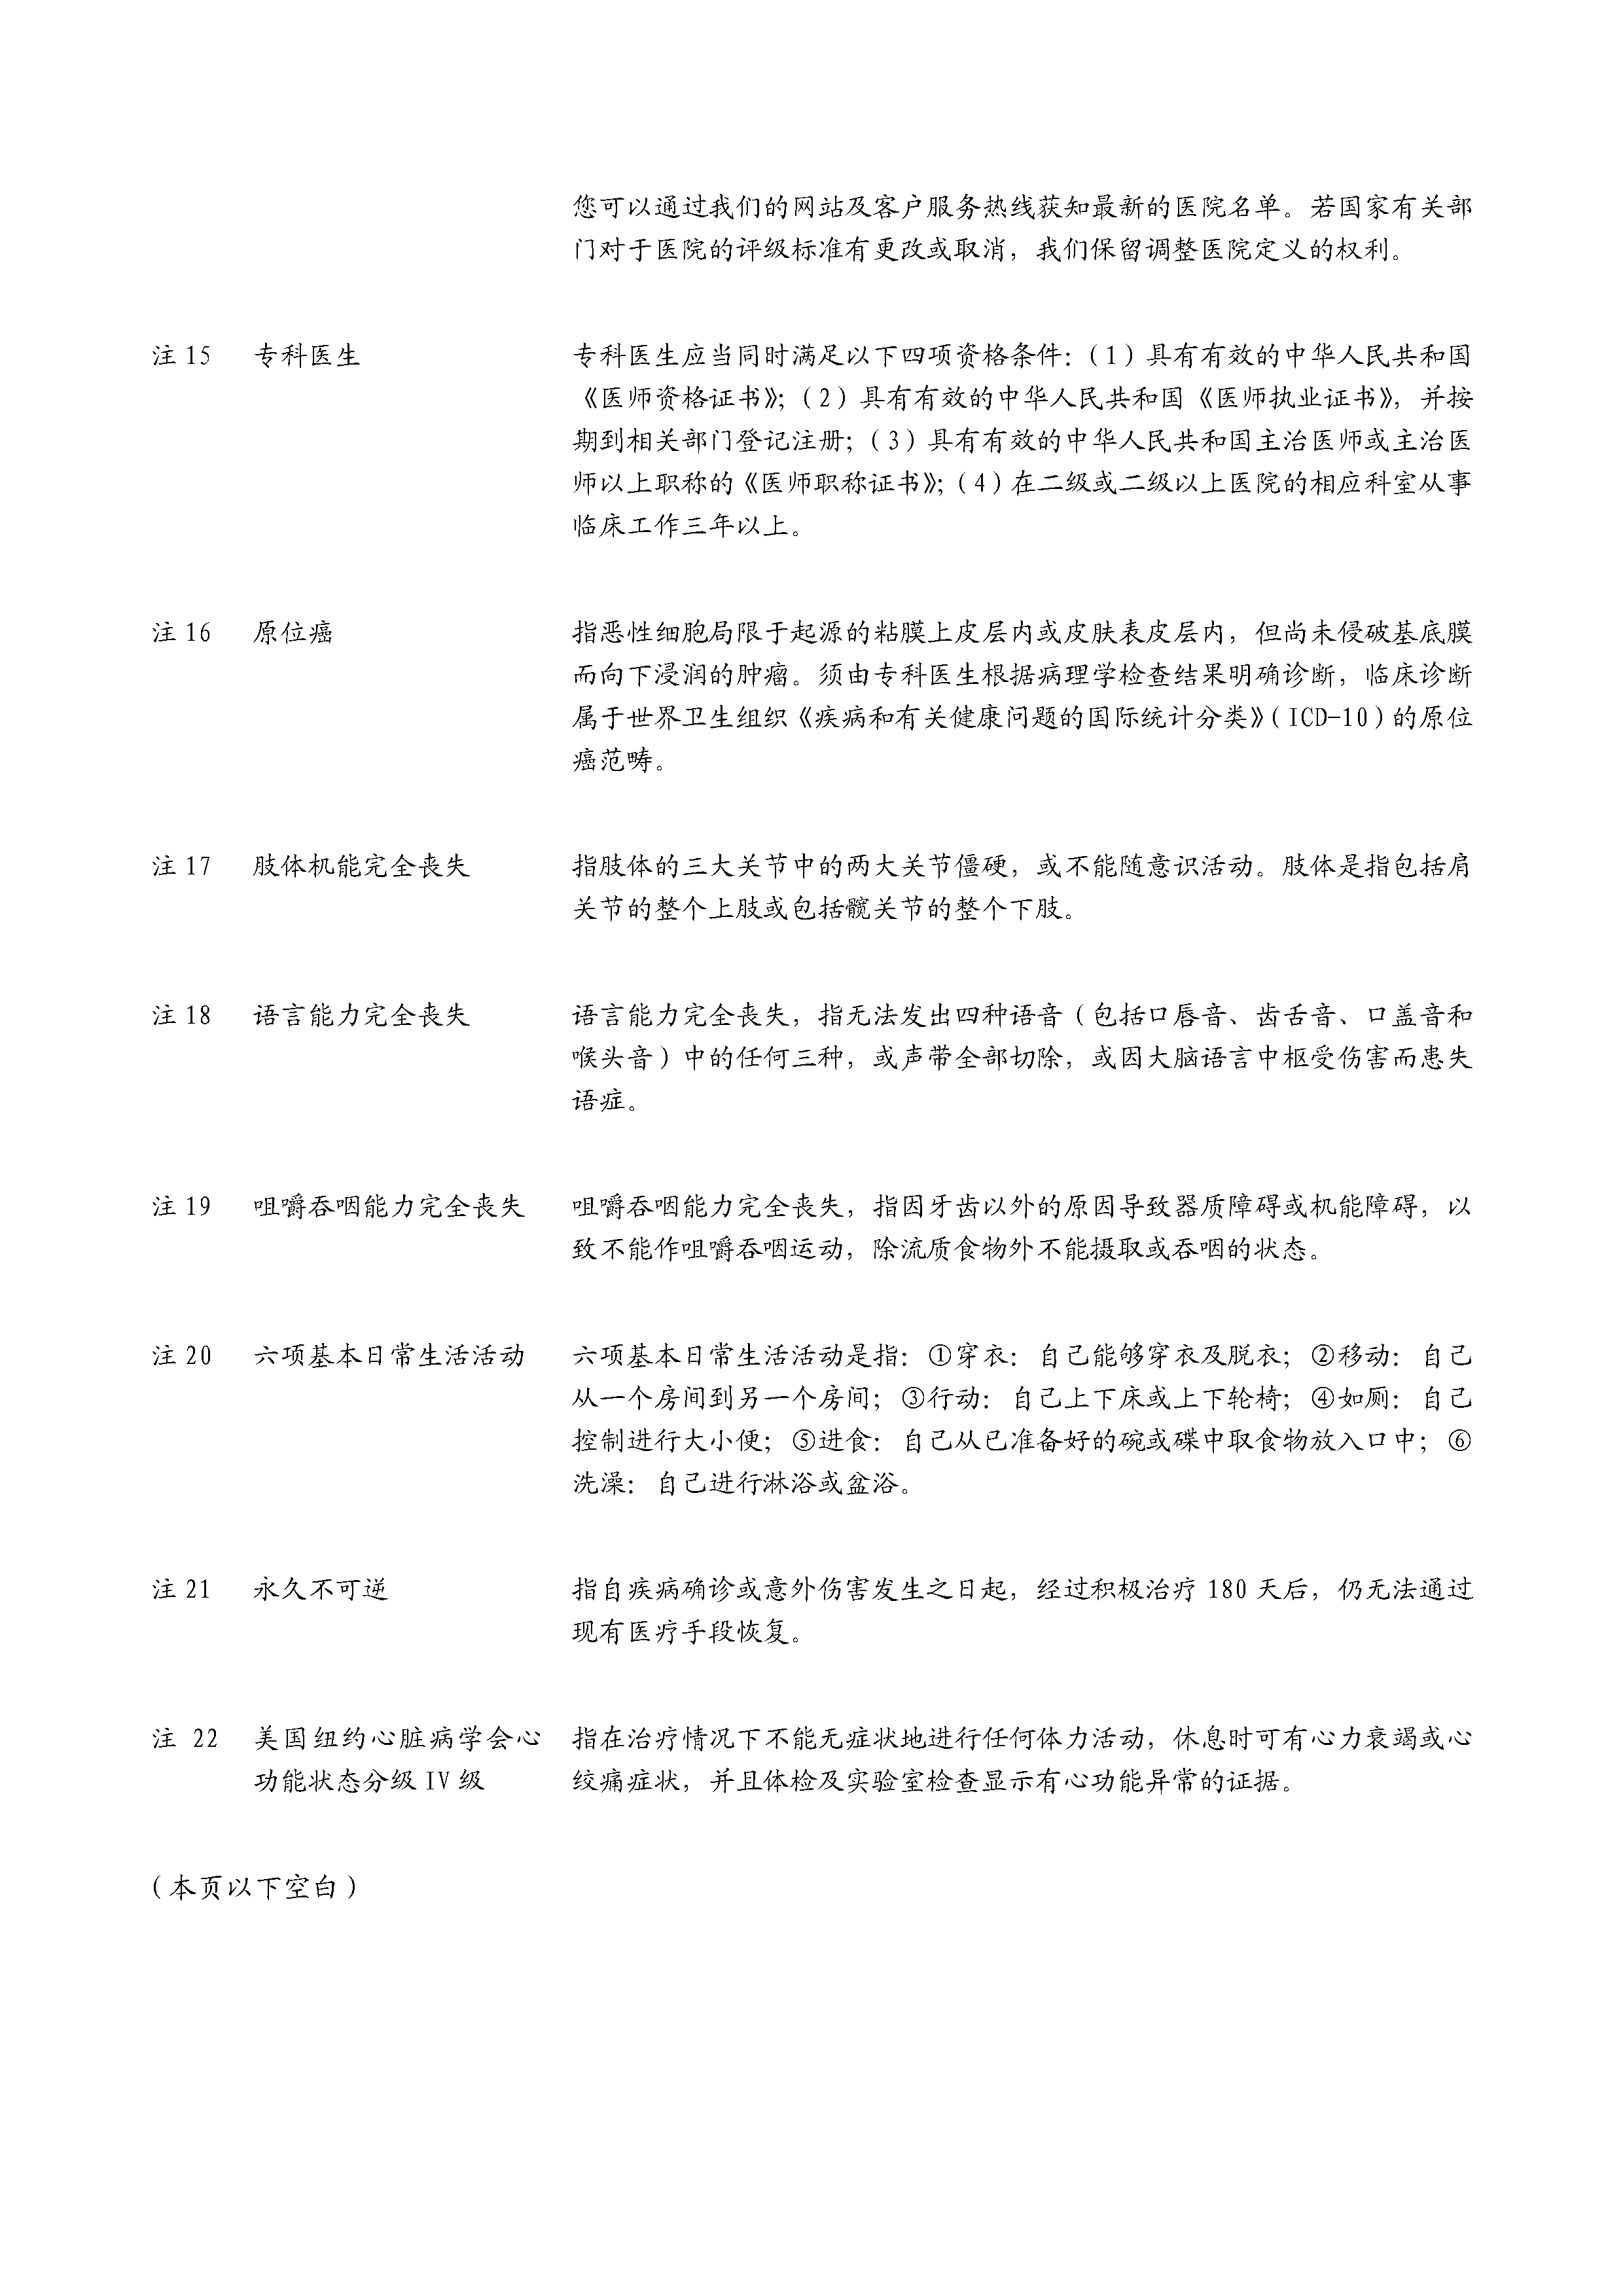 您可以通过我们的网站及客户服务热线获知最新的医院名单。若国家有关部
门对于医院的评级标准有更改或取消，我们保留调整医院定义的权利。
注 15 专科医生 专科医生应当同时满足以下四项资格条件：（1）具有有效的中华人民共和国
《医师资格证书》；（2）具有有效的中华人民共和国《医师执业证书》，并按
期到相关部门登记注册；（3）具有有效的中华人民共和国主治医师或主治医
师以上职称的《医师职称证书》；（4）在二级或二级以上医院的相应科室从事
临床工作三年以上。
注 16 原位癌 指恶性细胞局限于起源的粘膜上皮层内或皮肤表皮层内，但尚未侵破基底膜
而向下浸润的肿瘤。须由专科医生根据病理学检查结果明确诊断，临床诊断
属于世界卫生组织《疾病和有关健康问题的国际统计分类》（ICD-10）的原位
癌范畴。
注 17 肢体机能完全丧失 指肢体的三大关节中的两大关节僵硬，或不能随意识活动。肢体是指包括肩
关节的整个上肢或包括髋关节的整个下肢。
注 18 语言能力完全丧失 语言能力完全丧失，指无法发出四种语音（包括口唇音、齿舌音、口盖音和
喉头音）中的任何三种，或声带全部切除，或因大脑语言中枢受伤害而患失
语症。
注 19 咀嚼吞咽能力完全丧失 咀嚼吞咽能力完全丧失，指因牙齿以外的原因导致器质障碍或机能障碍，以
致不能作咀嚼吞咽运动，除流质食物外不能摄取或吞咽的状态。
注 20 六项基本日常生活活动 六项基本日常生活活动是指：①穿衣：自己能够穿衣及脱衣；②移动：自己
从一个房间到另一个房间；③行动：自己上下床或上下轮椅；④如厕：自己
控制进行大小便；⑤进食：自己从已准备好的碗或碟中取食物放入口中；⑥
洗澡：自己进行淋浴或盆浴。
注 21 永久不可逆 指自疾病确诊或意外伤害发生之日起，经过积极治疗 180 天后，仍无法通过
现有医疗手段恢复。
注 22 美国纽约心脏病学会心 指在治疗情况下不能无症状地进行任何体力活动，休息时可有心力衰竭或心
功能状态分级 IV 级 绞痛症状，并且体检及实验室检查显示有心功能异常的证据。
（本页以下空白）